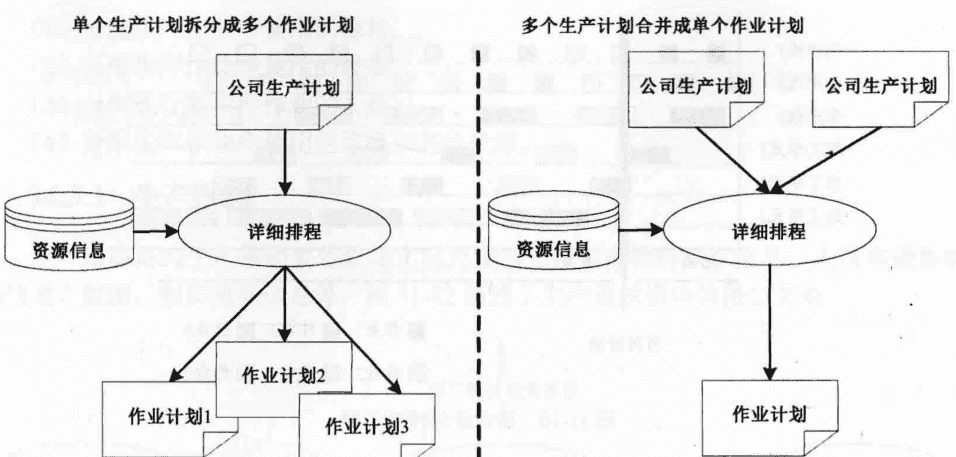 单个生产计划拆分成多个作业计划
公司生产计划
资源信息
详细排程
作业计划1
作业计划2
作业计划3
多个生产计划合并成单个作业计划
公司生产计划
公司生产计划
资源信息
详细排程
作业计划